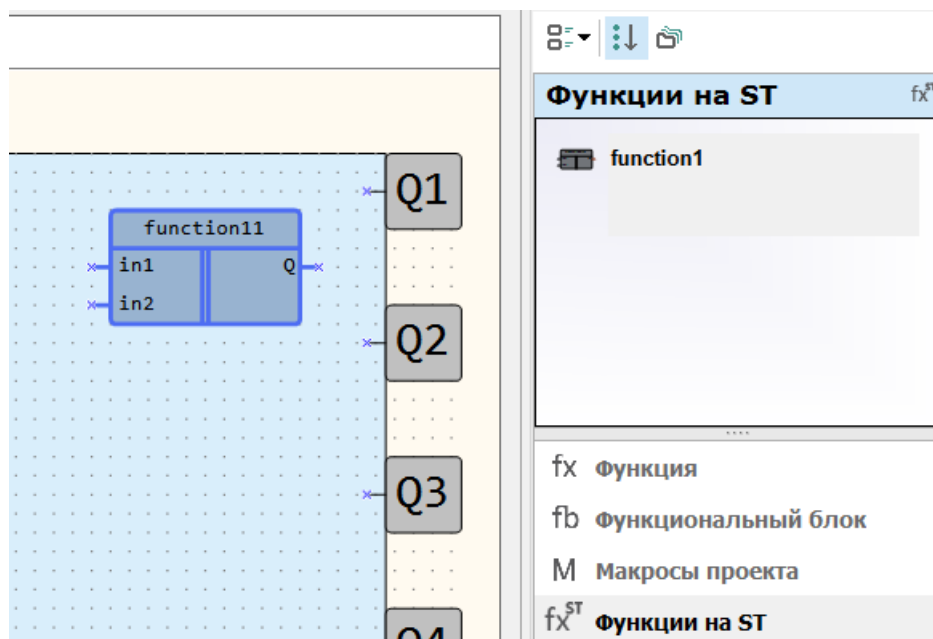 Функции на ST
fx ST
function1
Q1
function11
in1
Q
in2
Q2
Q3
fx Функция
fb Функциональный блок
M Макросы проекта
fx ST Функции на ST
Q4